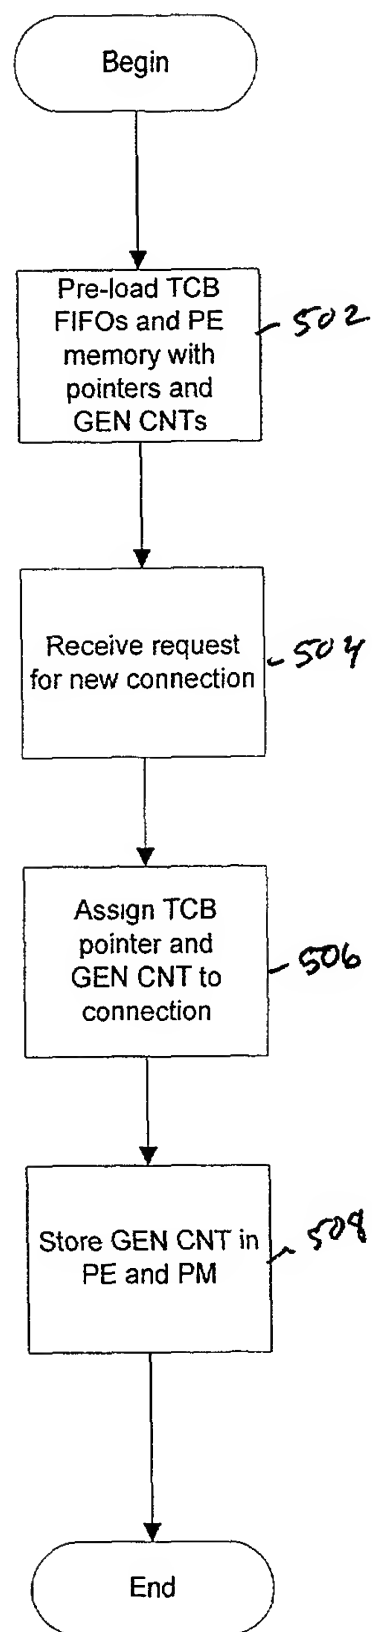 Begin
Pre-load TCB
FIFOs and PE
memory with
pointers and
GEN CNTs
502
Receive request
for new connection
504
Assign TCB
pointer and
GEN CNT to
connection
506
Store GEN CNT in
PE and PM
508
End